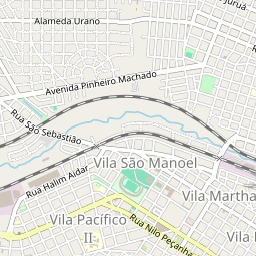 Juruá,
Alameda Urano
Avenida Pinheiro Machado
Rua São Sebastião
Vila São Manoel
Rua Halim Aidar
Vila Martha
Vila Pacífico
II
Rua Nilo Peçanha
Vila